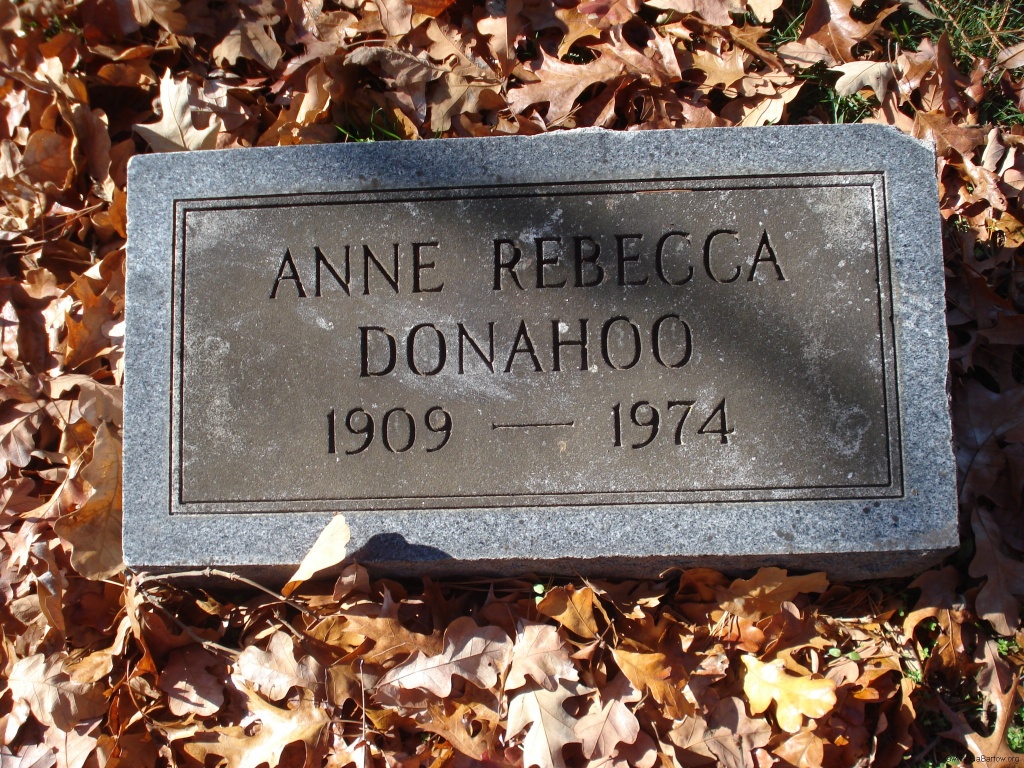 ANNE REBECCA
DONAHOO
1909 — 1974